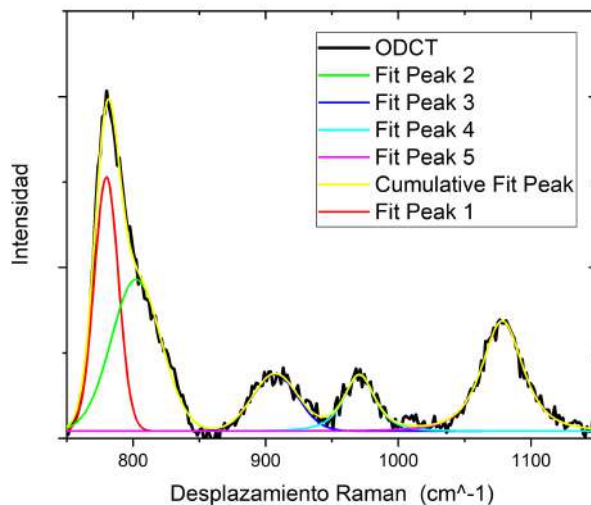 ODCT
Fit Peak 2
Fit Peak 3
Fit Peak 4
Fit Peak 5
Cumulative Fit Peak
Fit Peak 1
Intensidad
800
900
1000
1100
Desplazamiento Raman (cm^-1)